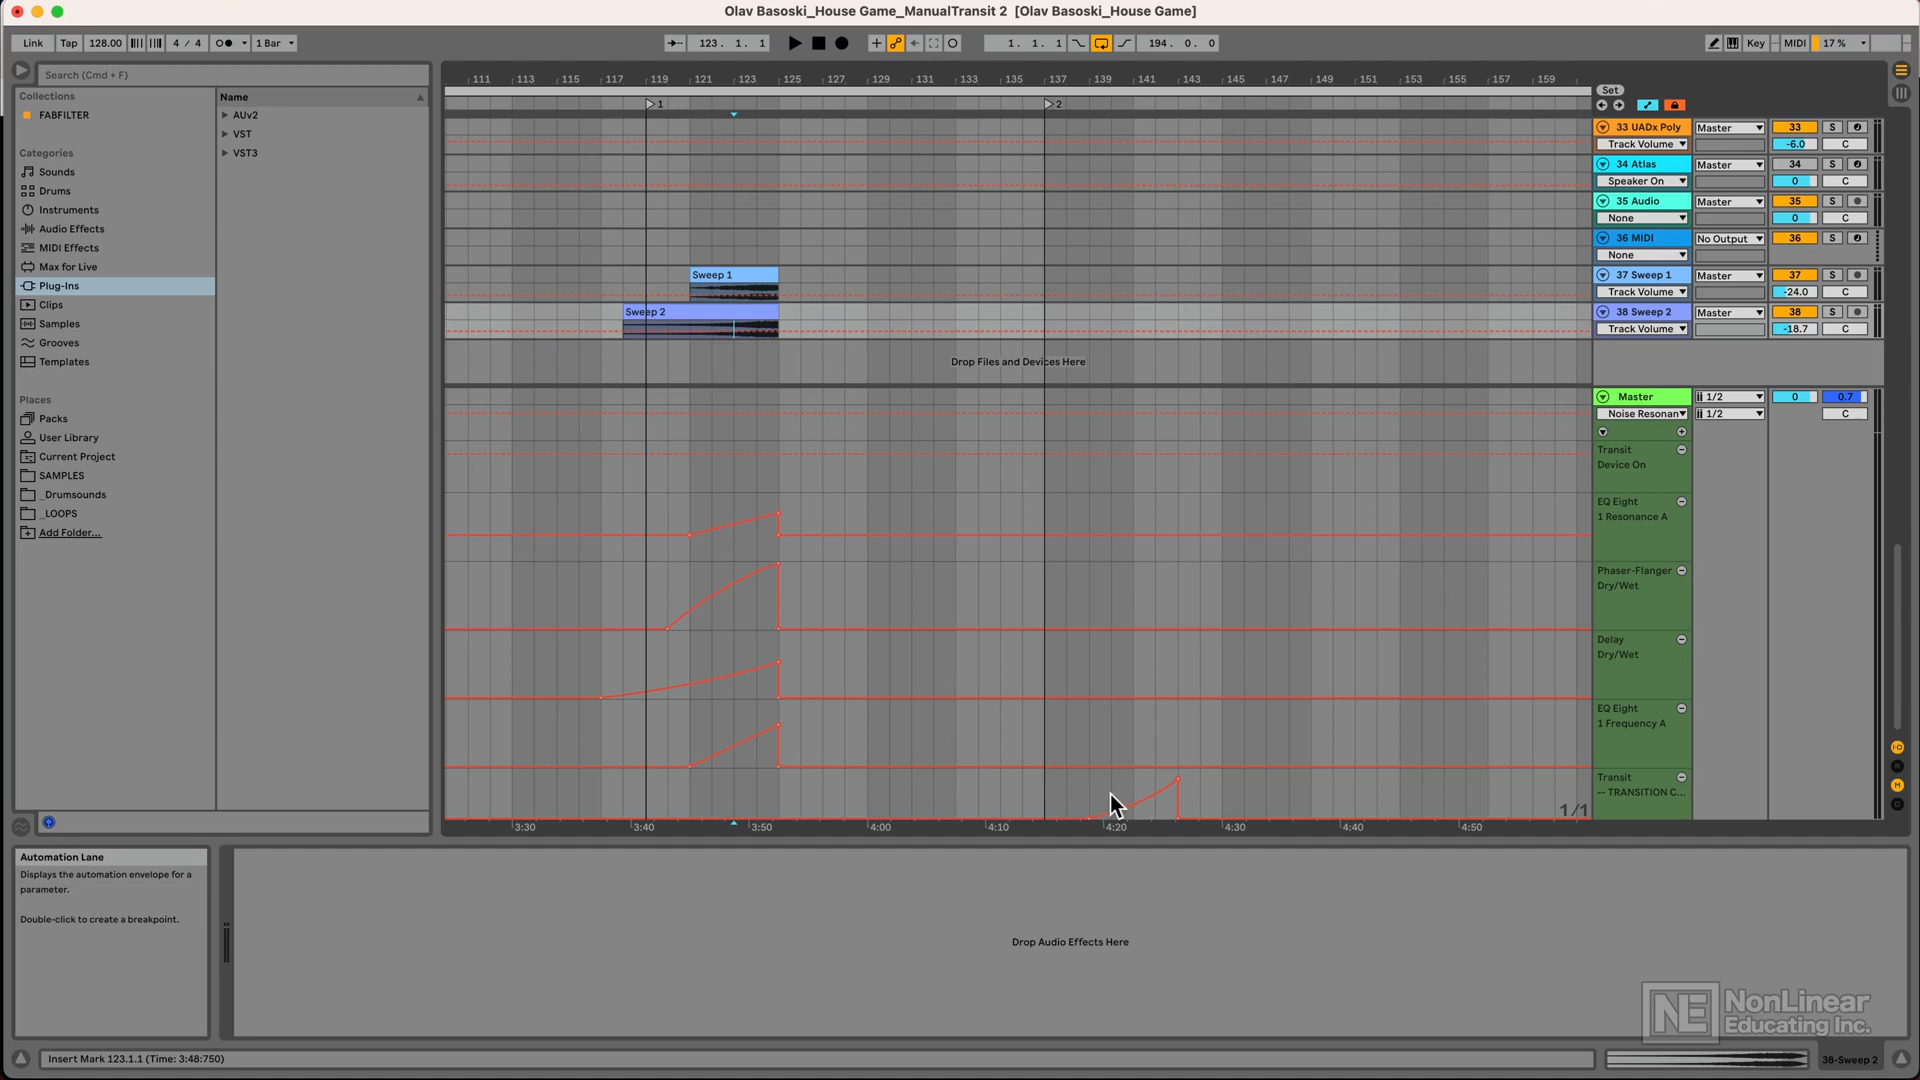 Olav Basoski_House Game_ManualTransit 2 [Olav Basoski_House Game]
Link Tap 128.00 4 / 4 1 Bar 123. 1. 1 1. 1. 1 194. 0. 0 Key MIDI 17 %
Search (Cmd + F)
Collections
FABFILTER
Categories
Sounds
Drums
Instruments
Audio Effects
MIDI Effects
Max for Live
Plug-Ins
Clips
Samples
Grooves
Templates
Places
Packs
User Library
Current Project
SAMPLES
_Drumsounds
_LOOPS
Add Folder...
Name
AUv2
VST
VST3
111 113 115 117 119 121 123 125 127 129 131 133 135 137 139 141 143 145 147 149 151 153 155 157 159
1 2
Set
33 UADx Poly Master 33 S
Track Volume -6.0 C
34 Atlas Master 34 S
Speaker On 0 C
35 Audio Master 35 S
None 0 C
36 MIDI No Output 36 S
None
Sweep 1
37 Sweep 1 Master 37 S
Track Volume -24.0 C
Sweep 2
38 Sweep 2 Master 38 S
Track Volume -18.7 C
Drop Files and Devices Here
Master 1/2 0 0.7
Noise Resonan 1/2 C
Transit
Device On
EQ Eight
1 Resonance A
Phaser-Flanger
Dry/Wet
Delay
Dry/Wet
EQ Eight
1 Frequency A
Transit
-- TRANSITION C...
1/1
3:30 3:40 3:50 4:00 4:10 4:20 4:30 4:40 4:50
Automation Lane
Displays the automation envelope for a
parameter.
Double-click to create a breakpoint.
Drop Audio Effects Here
NE NonLinear
Educating Inc.
Insert Mark 123.1.1 (Time: 3:48:750)
38-Sweep 2